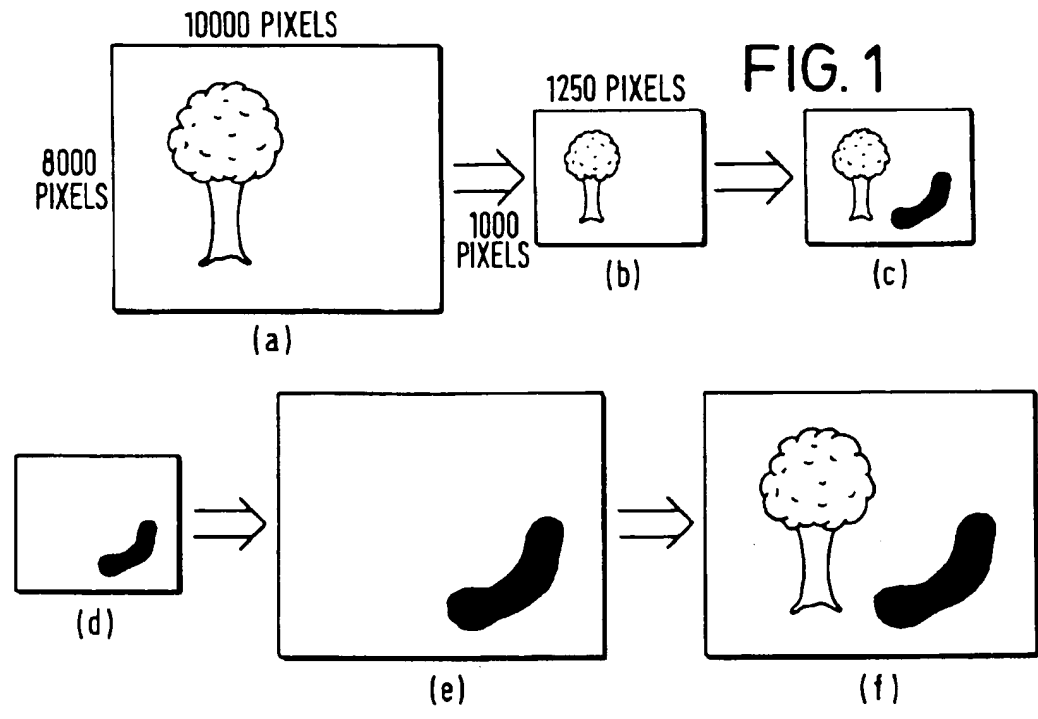 10000 PIXELS
FIG. 1
1250 PIXELS
8000
PIXELS
1000
PIXELS
(a)
(b)
(c)
(d)
(e)
(f)